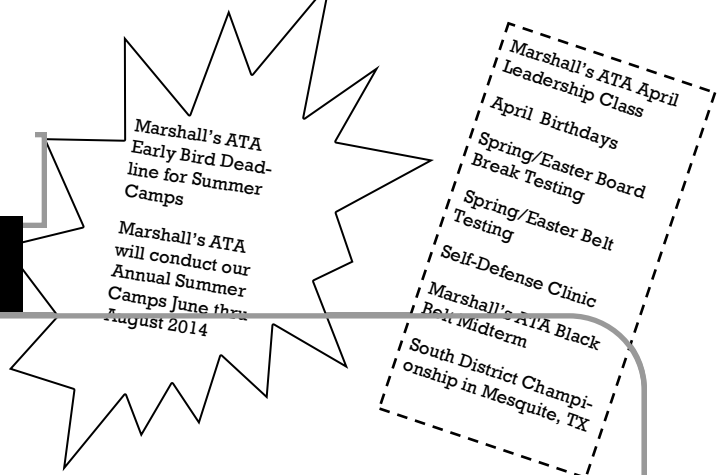 Marshall's ATA
Early Bird Dead-
line for Summer
Camps
Marshall's ATA
will conduct our
Annual Summer
Camps June thru
August 2014
Marshall's ATA April
Leadership Class
April  Birthdays
Spring/Easter Board
Break Testing
Spring/Easter Belt
Testing
Self-Defense Clinic
Marshall's ATA Black
Belt Midterm
South District Champi-
onship in Mesquite, TX